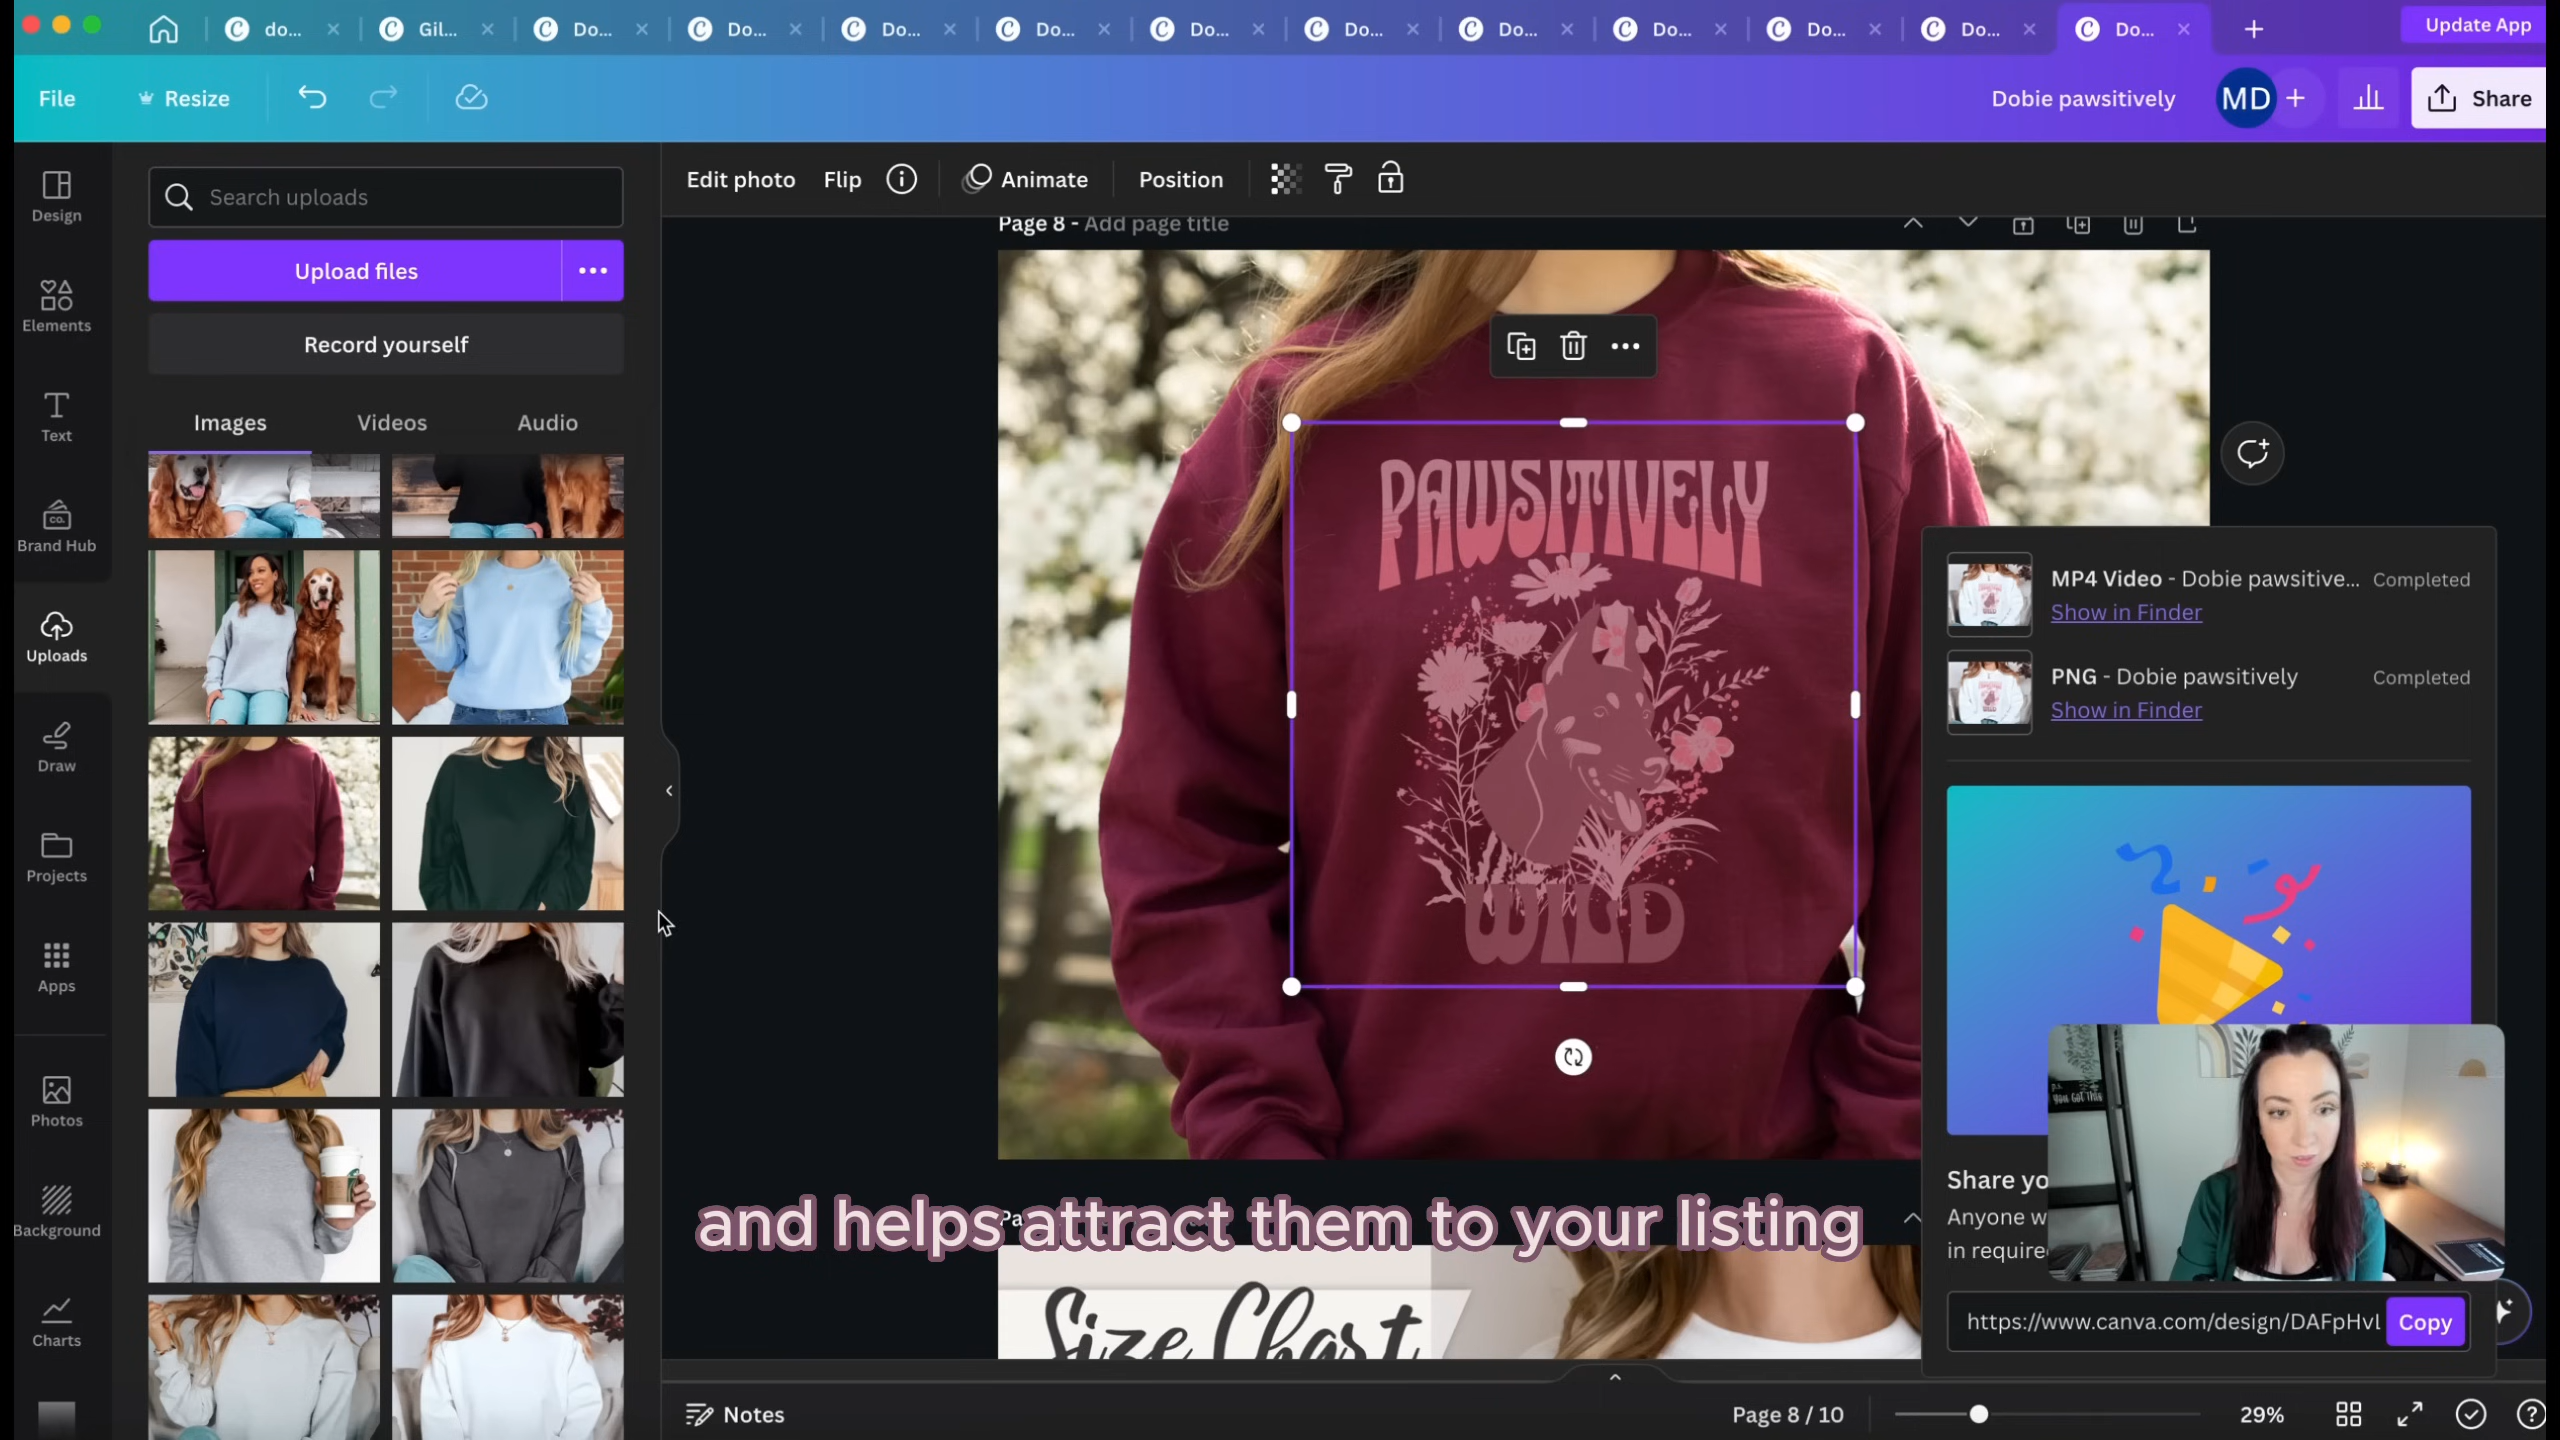 do...
Gil...
Do...
Do...
Do...
Do...
Do...
Do...
Do...
Do...
Do...
Do...
Do...
Update App
File
Resize
Dobie pawsitively
MD
Share
Design
Elements
Text
Brand Hub
CO.
Uploads
Draw
Projects
Apps
Photos
Background
Charts
Search uploads
Upload files
Record yourself
Images
Videos
Audio
Edit photo
Flip
Animate
Position
Page 8 - Add page title
PAWSITIVELY
WILD
MP4 Video - Dobie pawsitive...
Completed
Show in Finder
PNG - Dobie pawsitively
Completed
Show in Finder
YOU GOT THIS
Share yo
Anyone w
in require
https://www.canva.com/design/DAFpHvl
Copy
Pa
and helps attract them to your listing
Size Chart
Notes
Page 8 / 10
29%